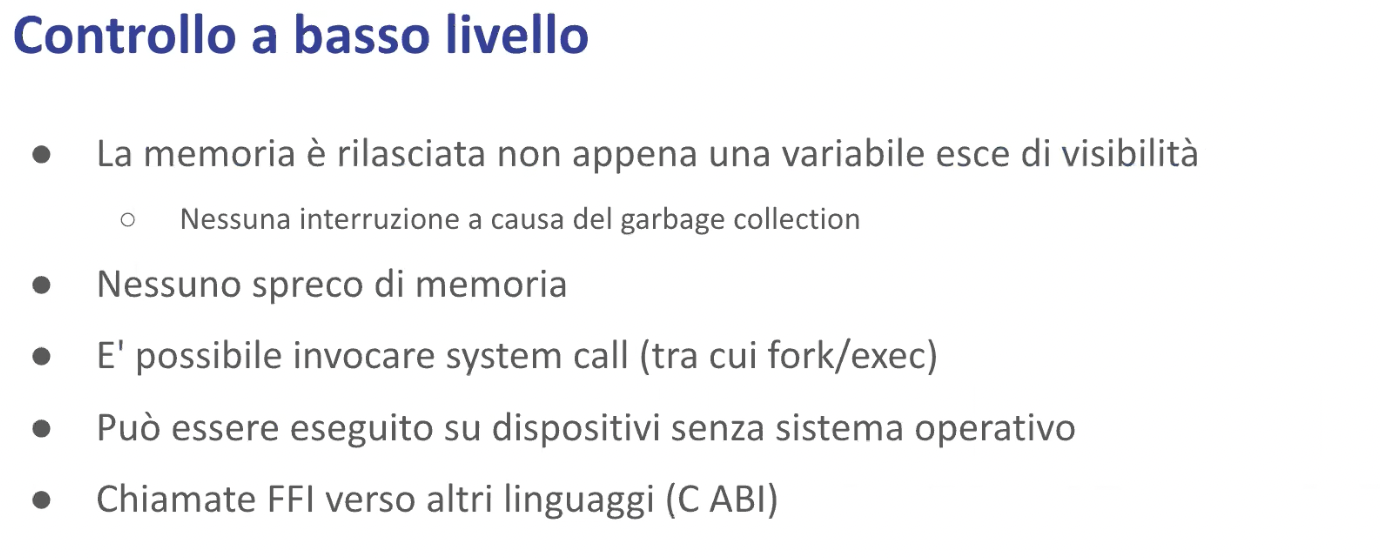 Controllo a basso livello
● La memoria è rilasciata non appena una variabile esce di visibilità
○ Nessuna interruzione a causa del garbage collection
● Nessuno spreco di memoria
● E' possibile invocare system call (tra cui fork/exec)
● Può essere eseguito su dispositivi senza sistema operativo
● Chiamate FFI verso altri linguaggi (C ABI)